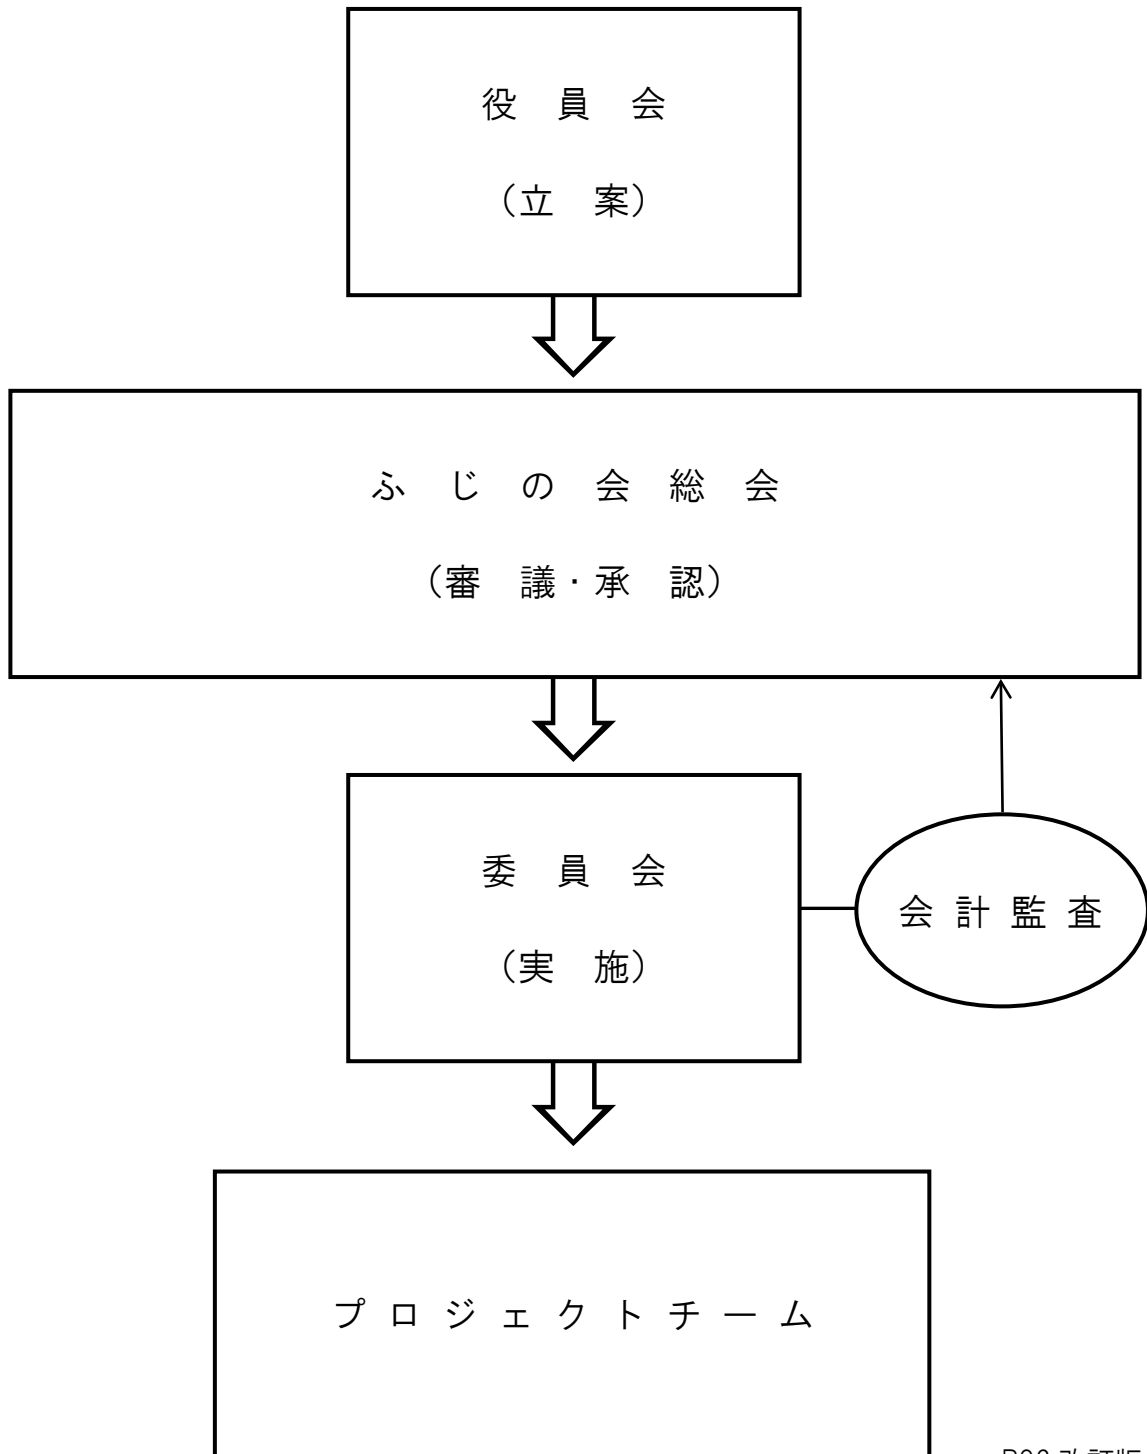 役　員　会
（立　案）
ふ　じ　の　会　総　会
（審　議・承　認）
委　員　会
（実　施）
会 計 監 査
プ ロ ジ ェ ク ト チ ー ム